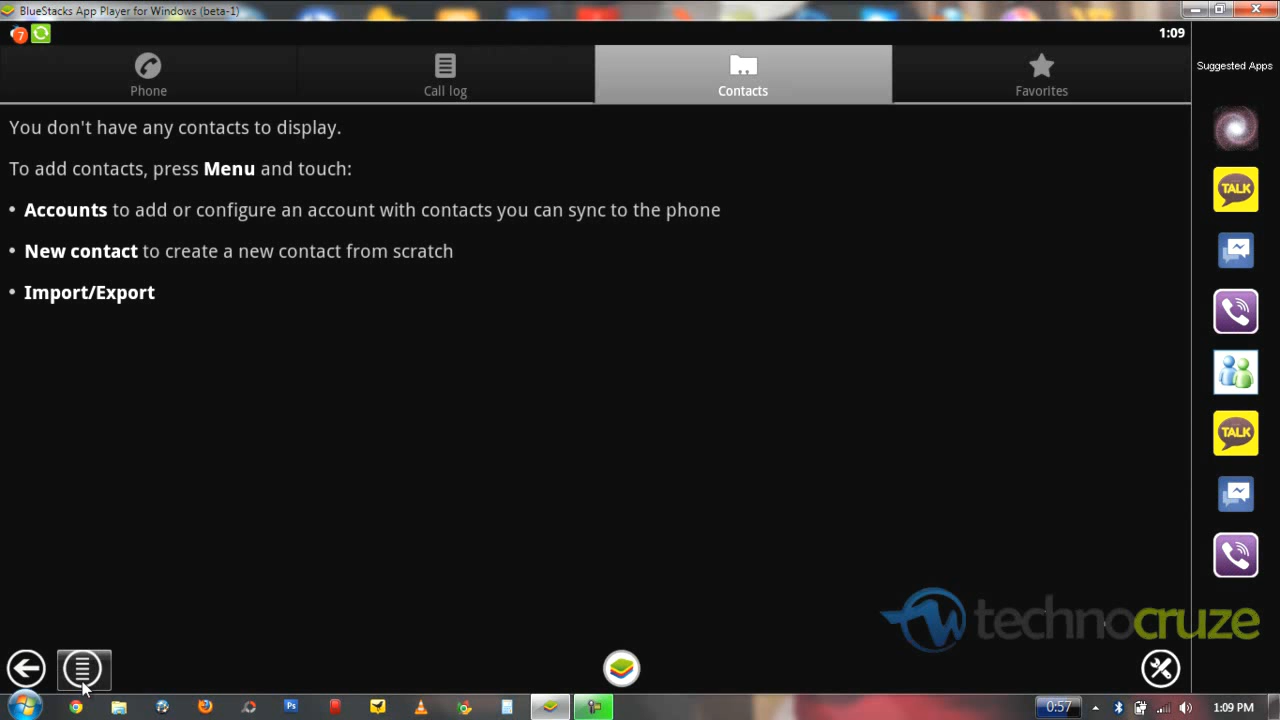 BlueStacks App Player for Windows (beta-1)
7
1:09
Phone
Call log
Contacts
Favorites
Suggested Apps
You don't have any contacts to display.
To add contacts, press Menu and touch:
• Accounts to add or configure an account with contacts you can sync to the phone
• New contact to create a new contact from scratch
• Import/Export
TALK
TALK
technocruze
Ps
0:57
1:09 PM